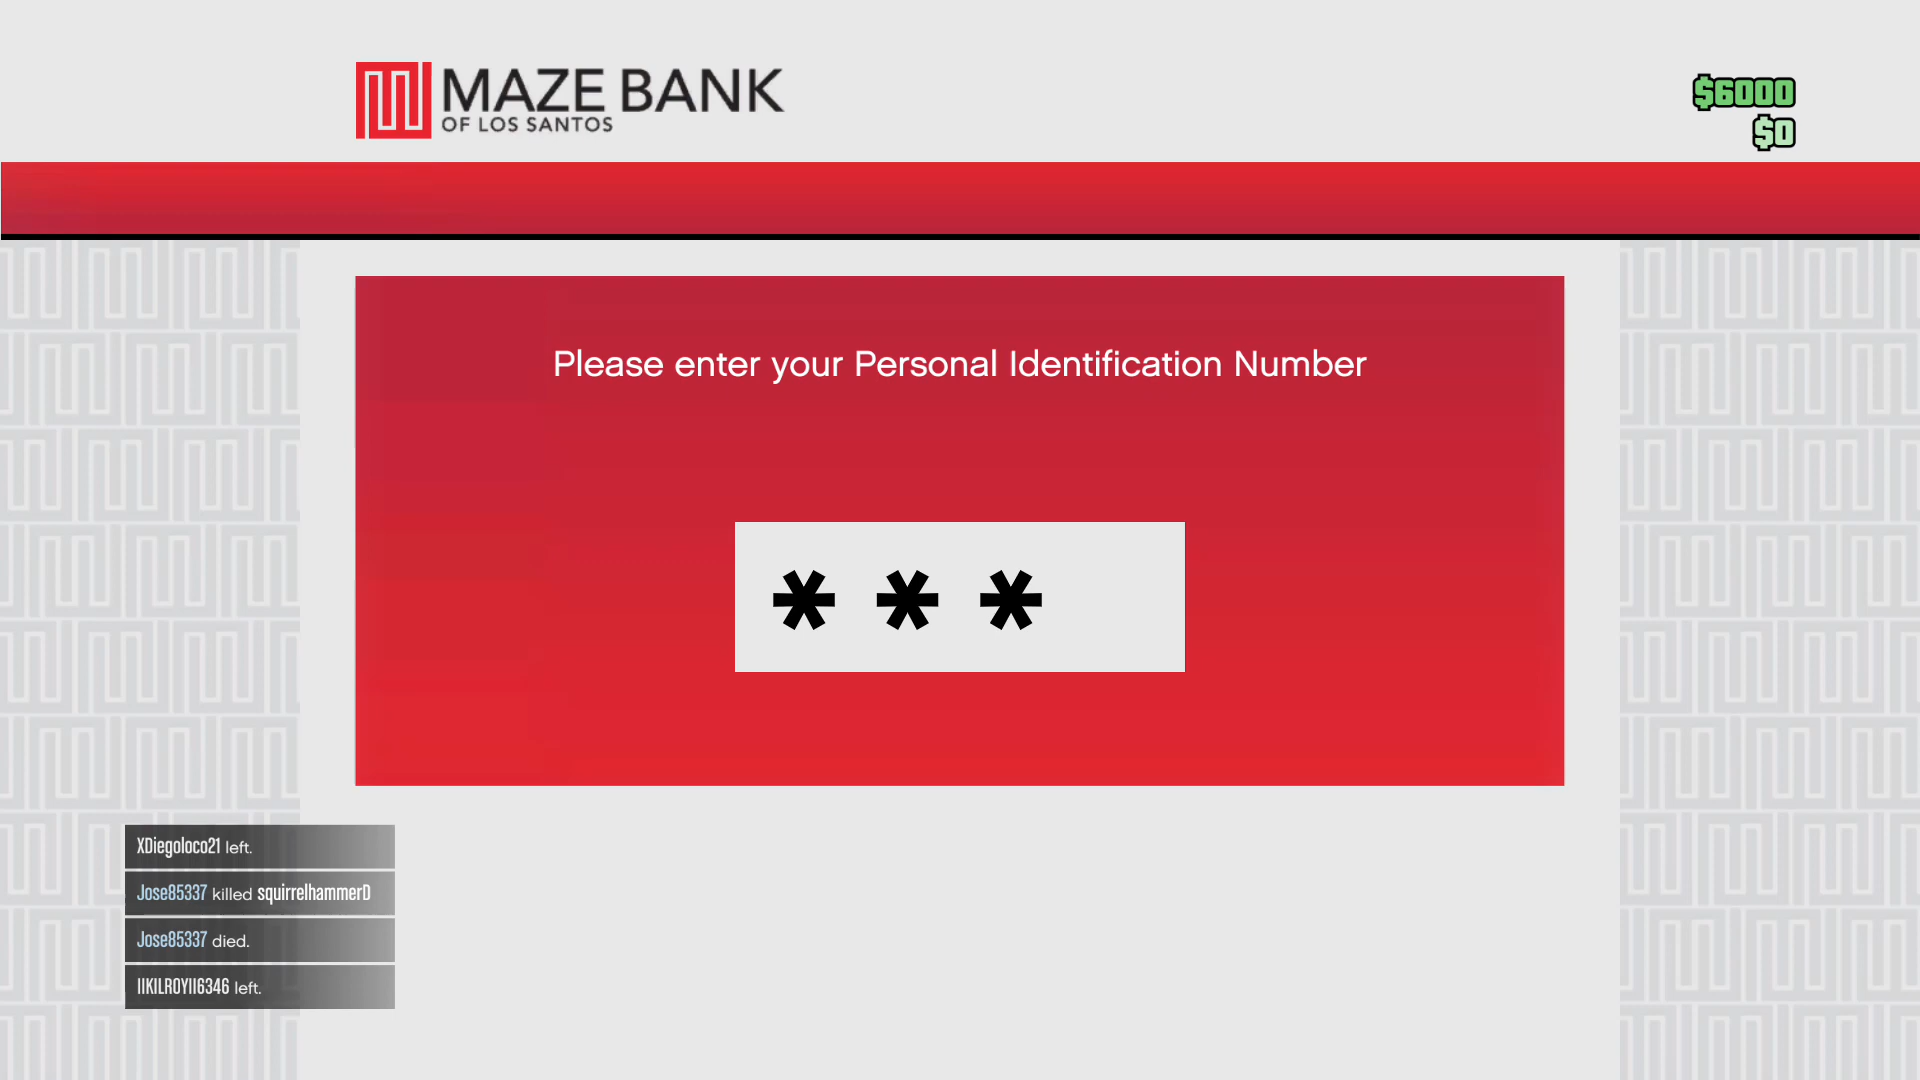 MAZE BANK
OF LOS SANTOS
$6000
$0
Please enter your Personal Identification Number
* * *
XDiegoloco21 left.
Jose85337 killed squirrelhammerD
Jose85337 died.
IIKILROYII6346 left.